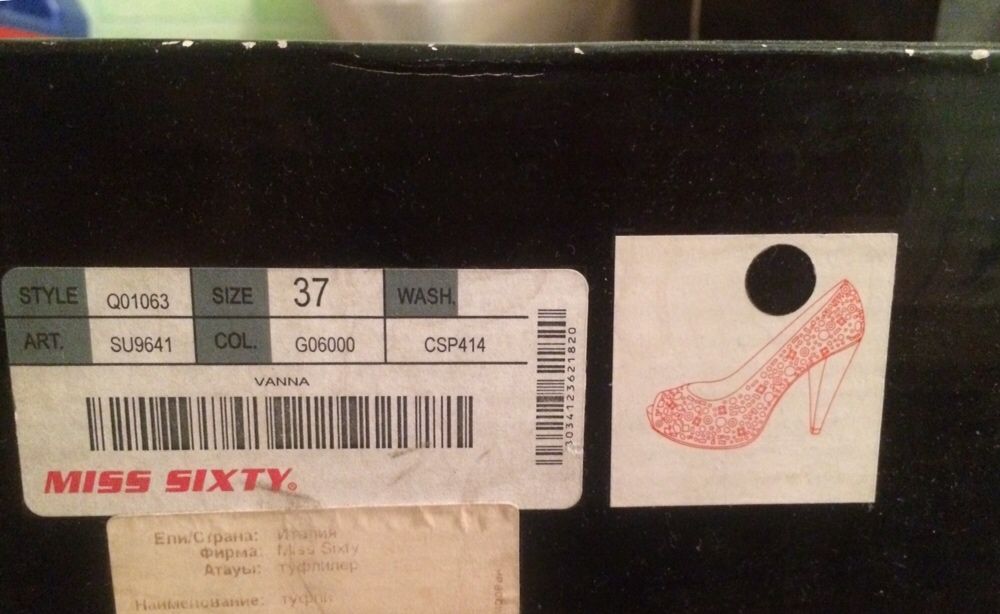 STYLE Q01063 SIZE 37 WASH.
ART. SU9641 COL. G06000 CSP414
VANNA
MISS SIXTY
Ели/Страна: Италия
Фирма: Miss Sixty
Атауы: туфлилер
Наименование: туфли